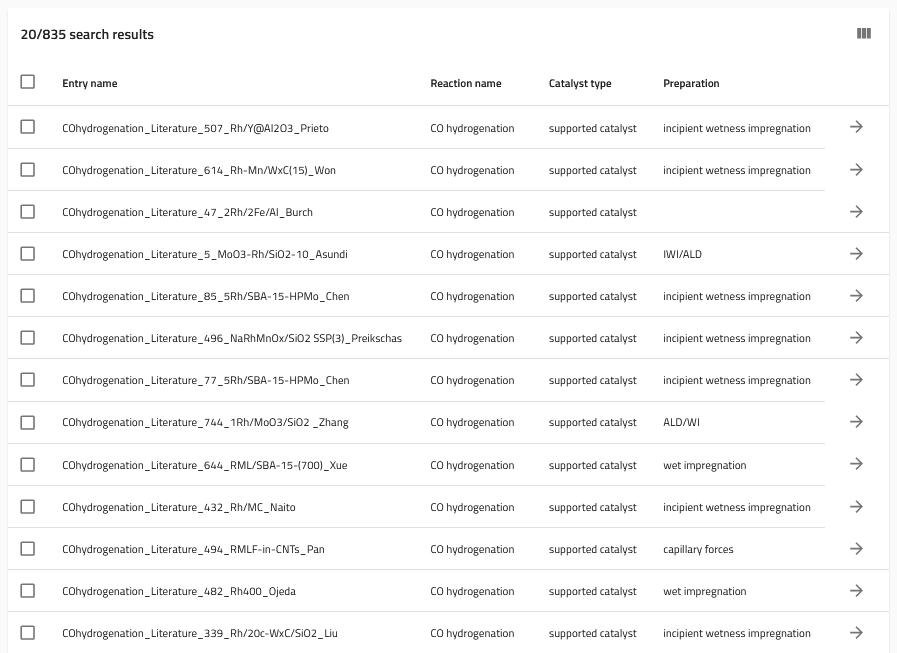 20/835 search results
Entry name Reaction name Catalyst type Preparation
COhydrogenation_Literature_507_Rh/Y@Al2O3_Prieto CO hydrogenation supported catalyst incipient wetness impregnation
COhydrogenation_Literature_614_Rh-Mn/WxC(15)_Won CO hydrogenation supported catalyst incipient wetness impregnation
COhydrogenation_Literature_47_2Rh/2Fe/Al_Burch CO hydrogenation supported catalyst
COhydrogenation_Literature_5_MoO3-Rh/SiO2-10_Asundi CO hydrogenation supported catalyst IWI/ALD
COhydrogenation_Literature_85_5Rh/SBA-15-HPMo_Chen CO hydrogenation supported catalyst incipient wetness impregnation
COhydrogenation_Literature_496_NaRhMnOx/SiO2 SSP(3)_Preikschas CO hydrogenation supported catalyst incipient wetness impregnation
COhydrogenation_Literature_77_5Rh/SBA-15-HPMo_Chen CO hydrogenation supported catalyst incipient wetness impregnation
COhydrogenation_Literature_744_1Rh/MoO3/SiO2 _Zhang CO hydrogenation supported catalyst ALD/WI
COhydrogenation_Literature_644_RML/SBA-15-(700)_Xue CO hydrogenation supported catalyst wet impregnation
COhydrogenation_Literature_432_Rh/MC_Naito CO hydrogenation supported catalyst incipient wetness impregnation
COhydrogenation_Literature_494_RMLF-in-CNTs_Pan CO hydrogenation supported catalyst capillary forces
COhydrogenation_Literature_482_Rh400_Ojeda CO hydrogenation supported catalyst wet impregnation
COhydrogenation_Literature_339_Rh/20c-WxC/SiO2_Liu CO hydrogenation supported catalyst incipient wetness impregnation